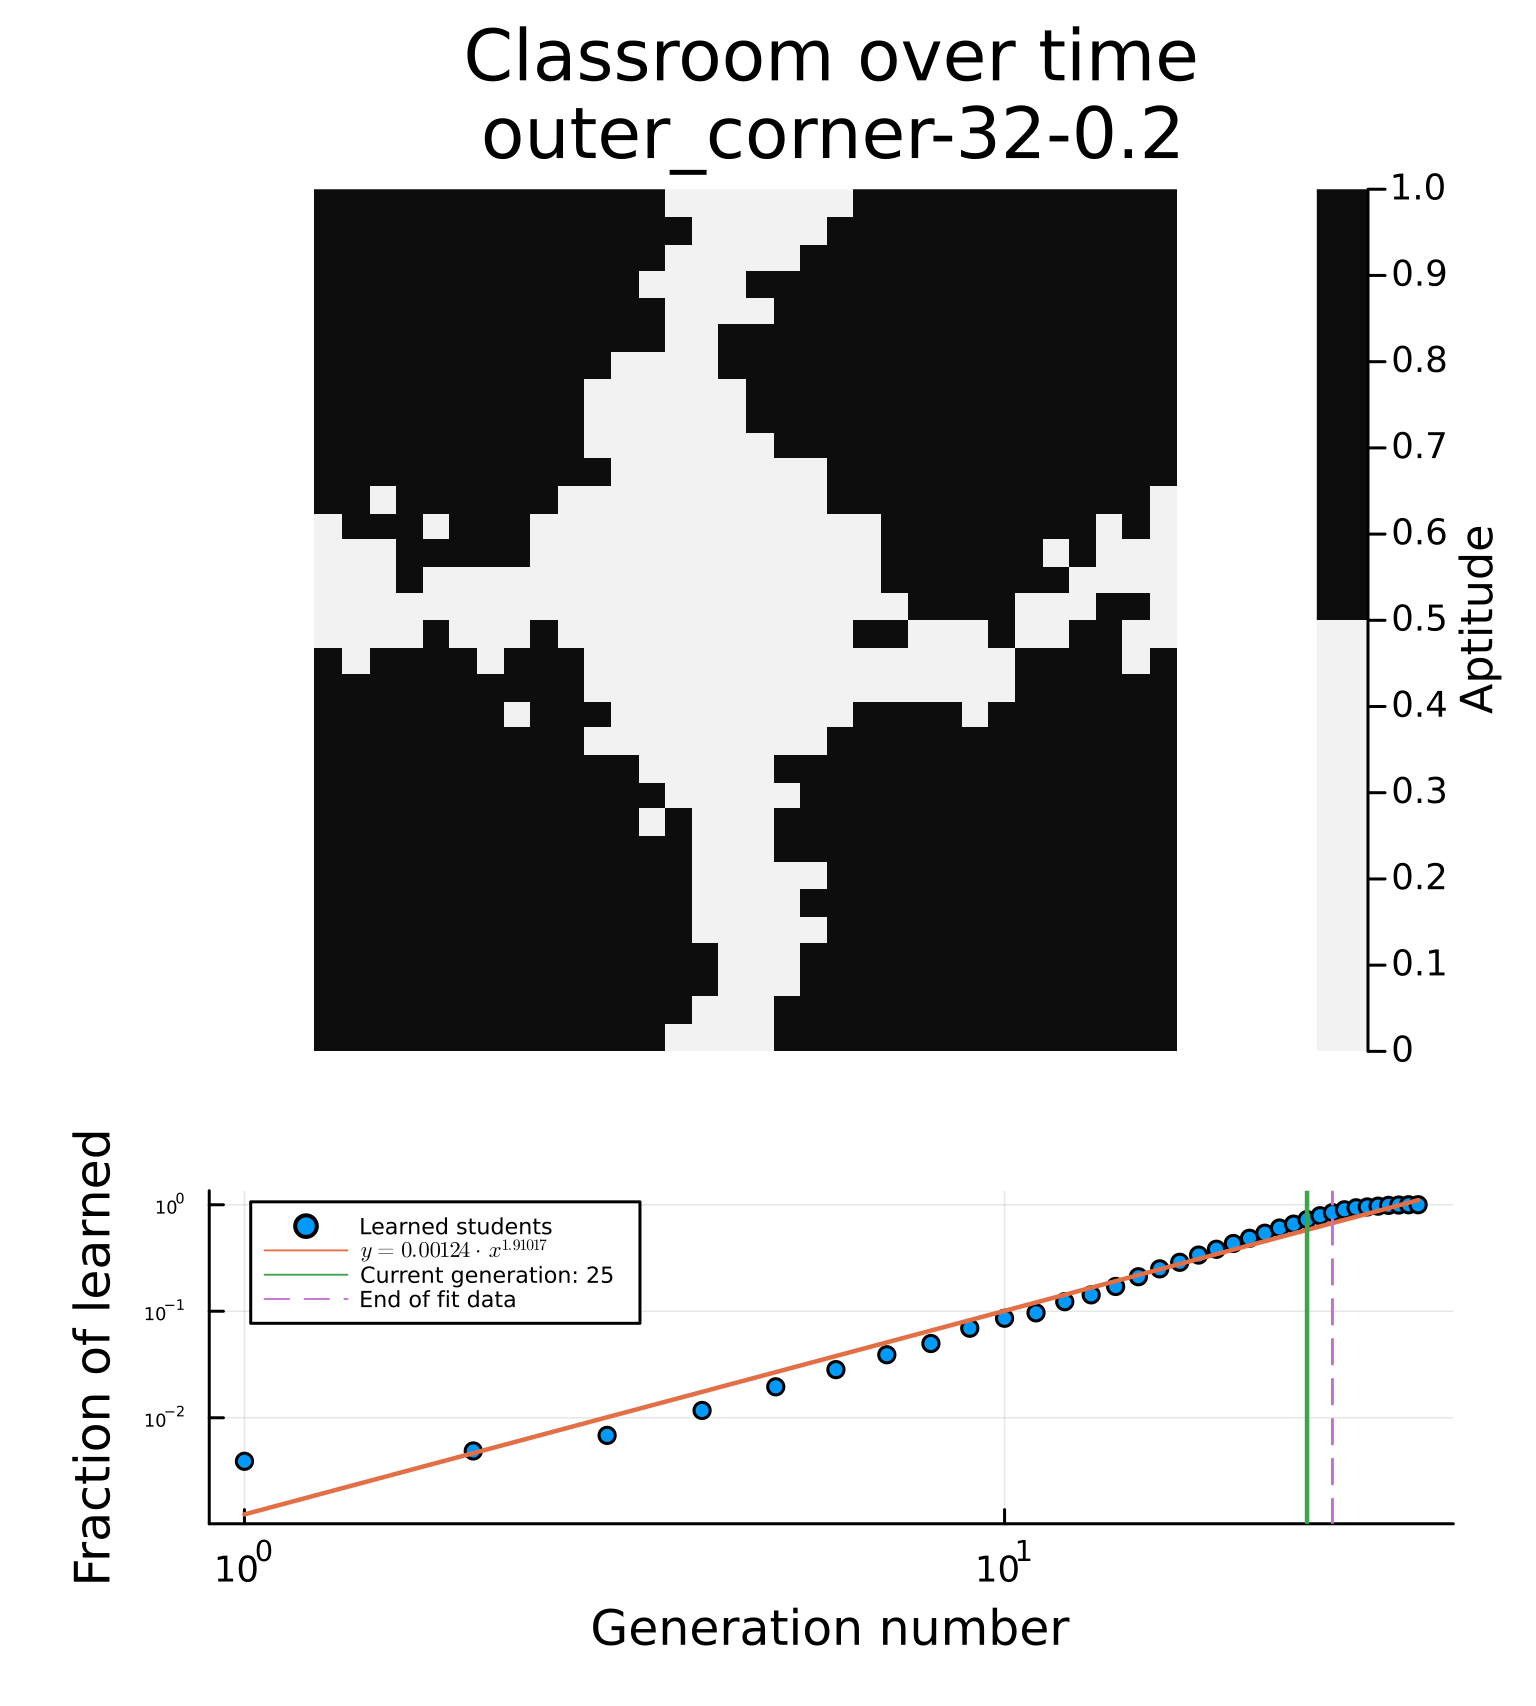 Classroom over time
outer_corner-32-0.2
1.0
0.9
0.8
0.7
0.6
0.5
0.4
0.3
0.2
0.1
0
Aptitude
Fraction of learned
10⁰
10⁻¹
10⁻²
Learned students
y = 0.00124 · x^1.91017
Current generation: 25
End of fit data
10⁰
10¹
Generation number